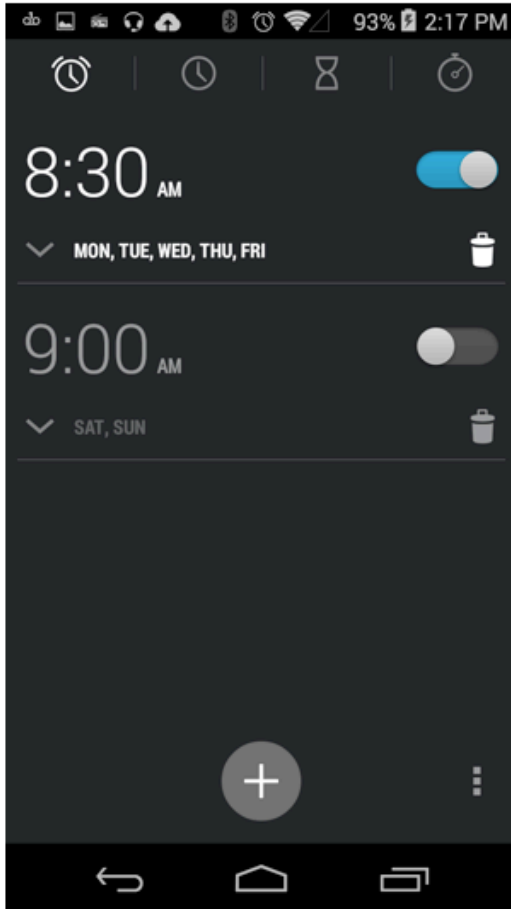 93% 2:17 PM
8:30 AM
MON, TUE, WED, THU, FRI
9:00 AM
SAT, SUN